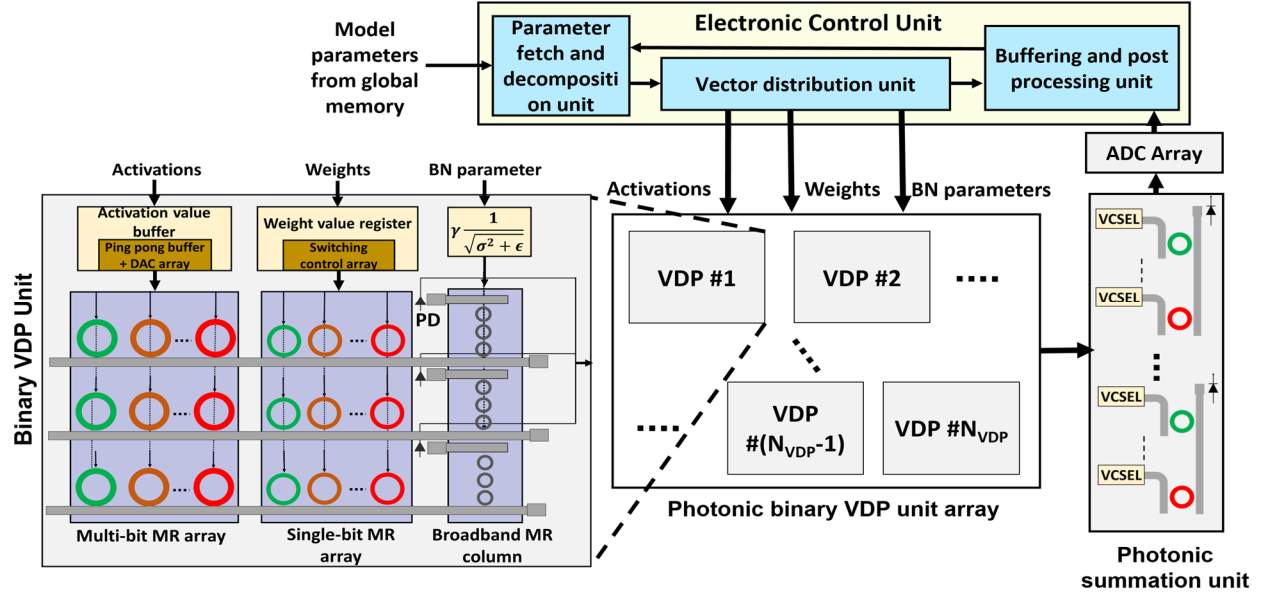 Electronic Control Unit
Model
parameters
from global
memory
Parameter
fetch and
decompositi
on unit
Vector distribution unit
Buffering and post
processing unit
ADC Array
Activations
Weights
BN parameters
Activations
Weights
BN parameter
Activation value
buffer
Ping pong buffer
+ DAC array
Weight value register
Switching
control array
γ 1/√(σ² + ϵ)
PD
Binary VDP Unit
Multi-bit MR array
Single-bit MR
array
Broadband MR
column
VDP #1
VDP #2
VDP
#(N_VDP-1)
VDP #N_VDP
Photonic binary VDP unit array
VCSEL
VCSEL
VCSEL
VCSEL
Photonic
summation unit